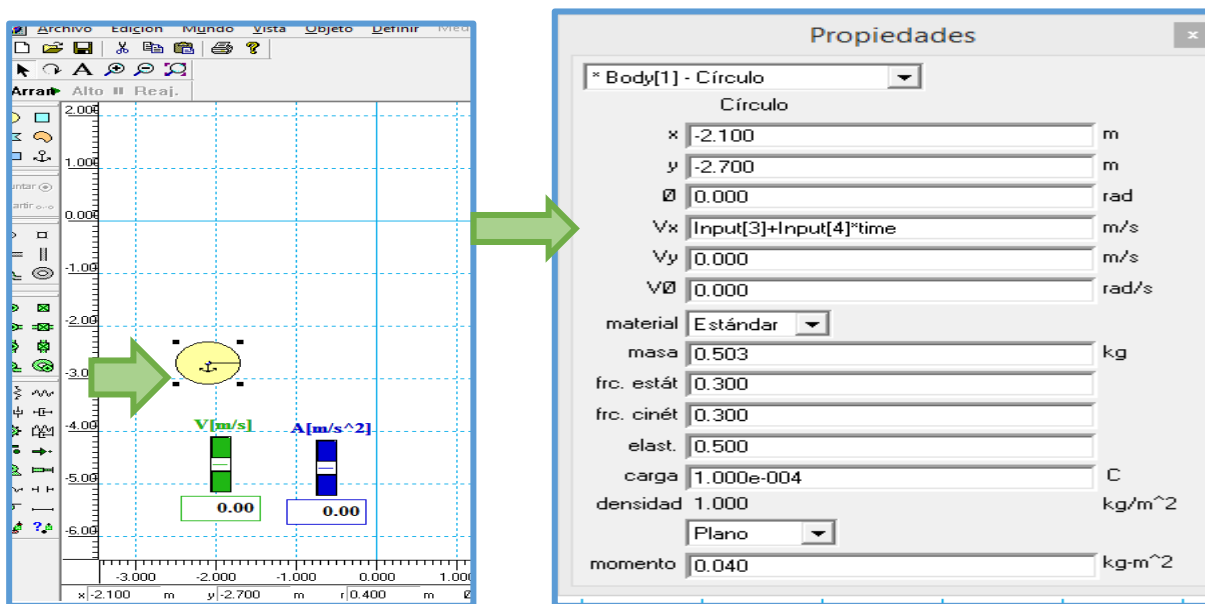 Archivo Edición Mundo Vista Objeto Definir Med
A
Arran Alto Reaj.
2.000
1.000
0.000
-1.00
-2.00
-3.0
-4.00
-5.00
-6.00
untar
artir
V[m/s] A[m/s^2]
0.00 0.00
-3.000 -2.000 -1.000 0.000 1.000
x -2.100 m y -2.700 m r 0.400 m Ø
Propiedades
x
* Body[1] - Círculo
Círculo
x -2.100 m
y -2.700 m
Ø 0.000 rad
Vx Input[3]+Input[4]*time m/s
Vy 0.000 m/s
VØ 0.000 rad/s
material Estándar
masa 0.503 kg
frc. estát 0.300
frc. cinét 0.300
elast. 0.500
carga 1.000e-004 C
densidad 1.000 kg/m^2
Plano
momento 0.040 kg-m^2